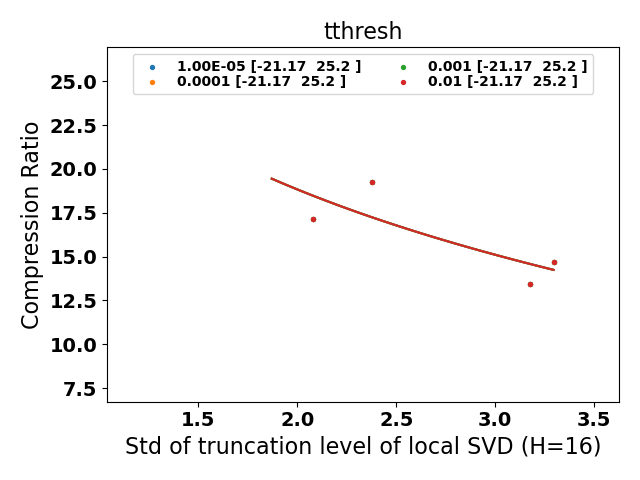 tthresh
1.00E-05 [-21.17  25.2 ]
0.0001 [-21.17  25.2 ]
0.001 [-21.17  25.2 ]
0.01 [-21.17  25.2 ]
Compression Ratio
25.0
22.5
20.0
17.5
15.0
12.5
10.0
7.5
1.5 2.0 2.5 3.0 3.5
Std of truncation level of local SVD (H=16)